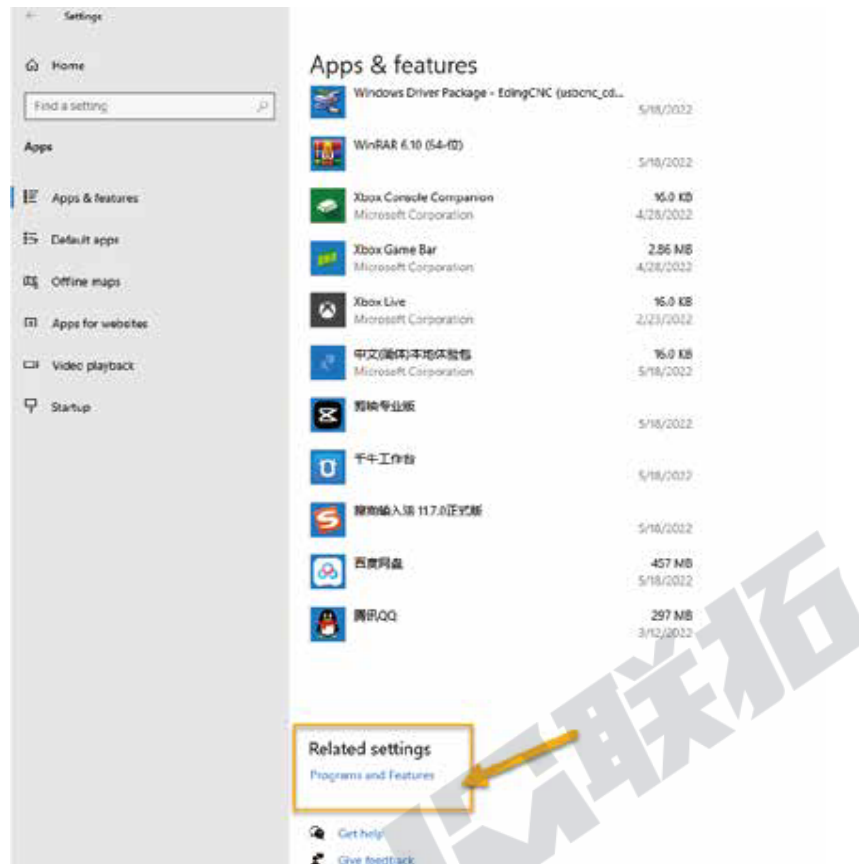 Settings
Home
Find a setting
Apps
Apps & features
Default apps
Offline maps
Apps for websites
Video playback
Startup
Apps & features
Windows Driver Package - EdingCNC (usbcnc_cd...
5/18/2022
WinRAR 6.10 (64-位)
5/18/2022
Xbox Console Companion 16.0 KB
Microsoft Corporation 4/28/2022
Xbox Game Bar 2.86 MB
Microsoft Corporation 4/28/2022
Xbox Live 16.0 KB
Microsoft Corporation 2/23/2022
中文(简体)本地体验包 16.0 KB
Microsoft Corporation 5/18/2022
剪映专业版
5/18/2022
千牛工作台
5/18/2022
搜狗输入法 11.7.0正式版
5/18/2022
百度网盘 457 MB
5/18/2022
腾讯QQ 297 MB
3/12/2022
Related settings
Programs and Features
Get help
Give feedback
联拓